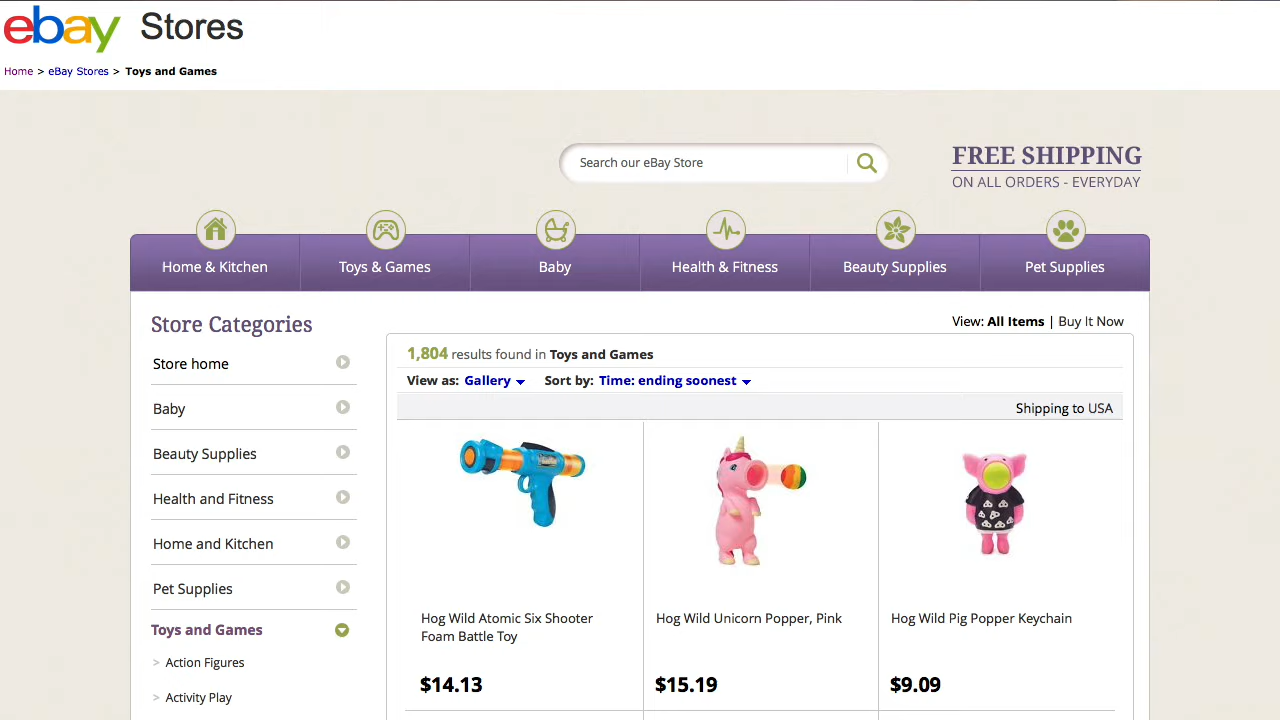 ebay Stores
Home > eBay Stores > Toys and Games
Search our eBay Store
FREE SHIPPING
ON ALL ORDERS - EVERYDAY
Home & Kitchen
Toys & Games
Baby
Health & Fitness
Beauty Supplies
Pet Supplies
Store Categories
Store home
Baby
Beauty Supplies
Health and Fitness
Home and Kitchen
Pet Supplies
Toys and Games
> Action Figures
> Activity Play
View: All Items | Buy It Now
1,804 results found in Toys and Games
View as: Gallery Sort by: Time: ending soonest
Shipping to USA
Hog Wild Atomic Six Shooter
Foam Battle Toy
$14.13
Hog Wild Unicorn Popper, Pink
$15.19
Hog Wild Pig Popper Keychain
$9.09